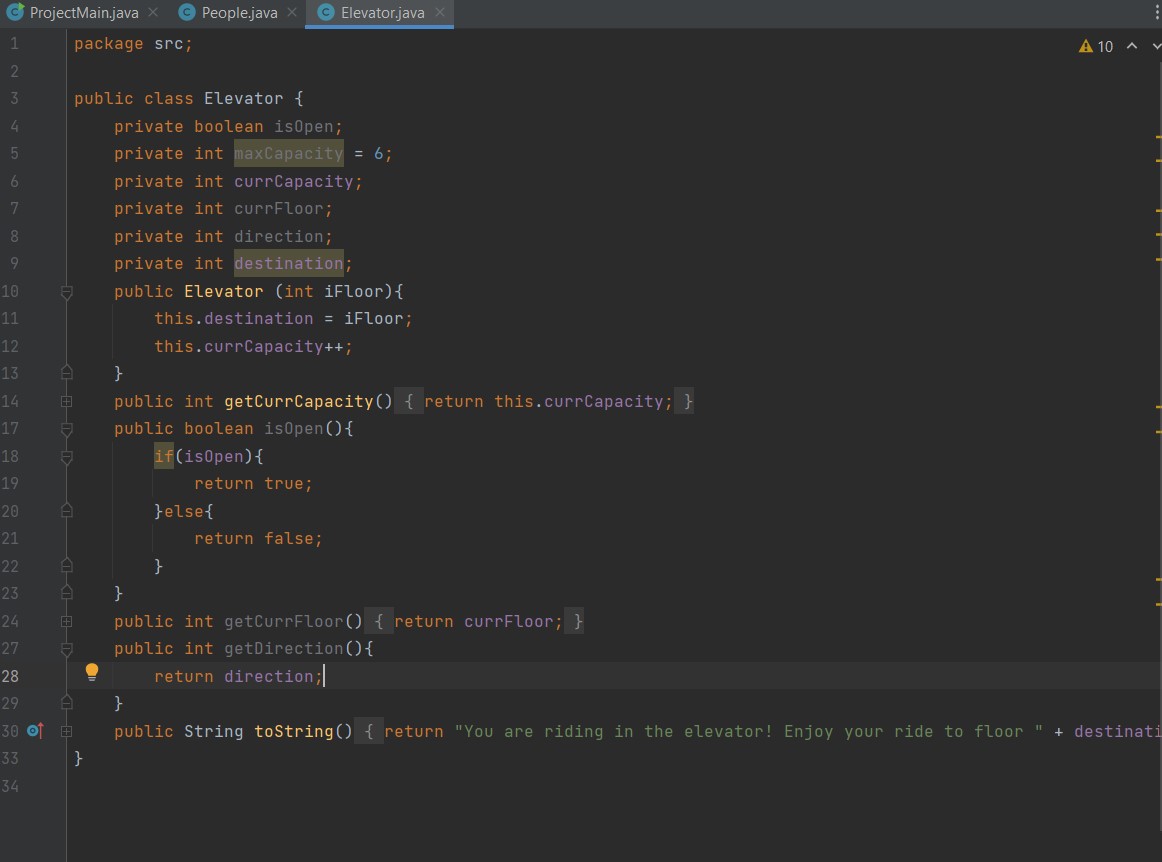 ProjectMain.java × People.java × Elevator.java ×
10
1 package src;
2
3 public class Elevator {
4 private boolean isOpen;
5 private int maxCapacity = 6;
6 private int currCapacity;
7 private int currFloor;
8 private int direction;
9 private int destination;
10 public Elevator (int iFloor){
11 this.destination = iFloor;
12 this.currCapacity++;
13 }
14 public int getCurrCapacity() { return this.currCapacity; }
17 public boolean isOpen(){
18 if(isOpen){
19 return true;
20 }else{
21 return false;
22 }
23 }
24 public int getCurrFloor() { return currFloor; }
27 public int getDirection(){
28 return direction;
29 }
30 public String toString() { return "You are riding in the elevator! Enjoy your ride to floor " + destinati
33 }
34